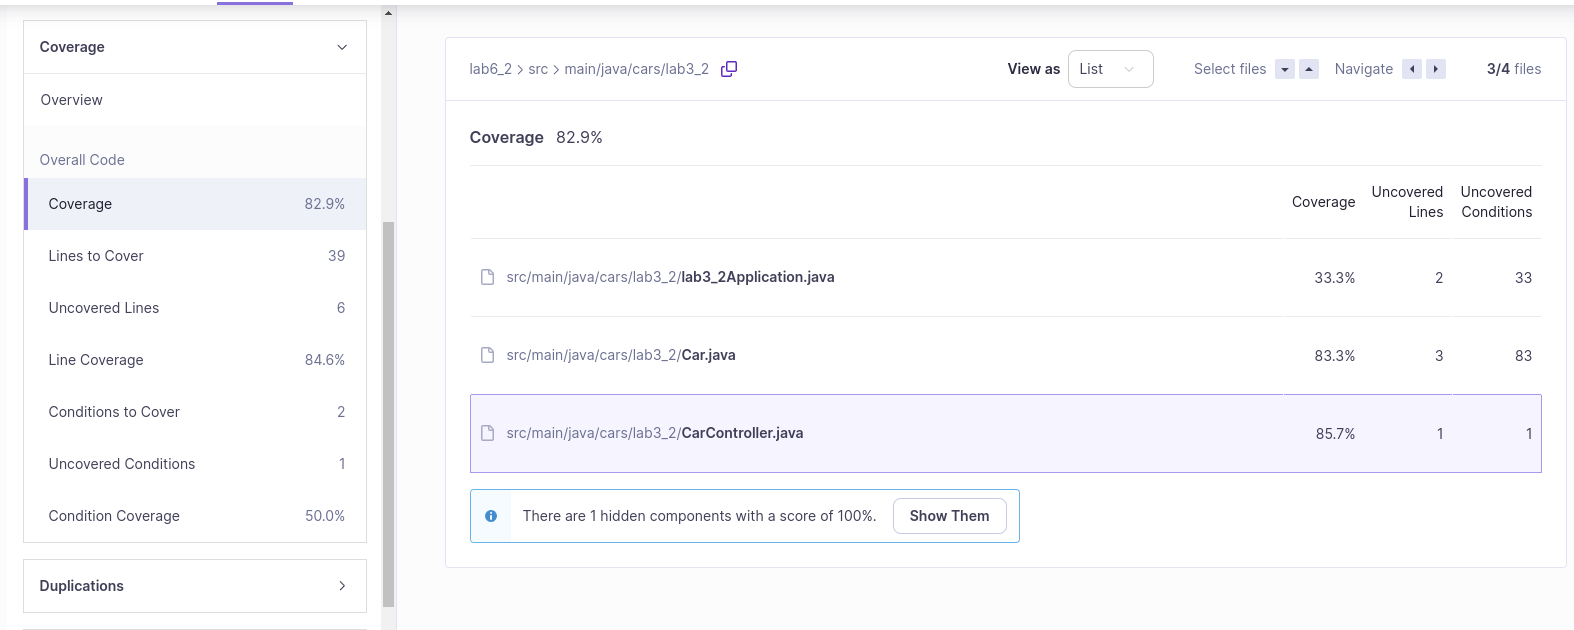 Coverage
Overview
Overall Code
Coverage 82.9%
Lines to Cover 39
Uncovered Lines 6
Line Coverage 84.6%
Conditions to Cover 2
Uncovered Conditions 1
Condition Coverage 50.0%
Duplications
lab6_2 > src > main/java/cars/lab3_2
View as List Select files Navigate 3/4 files
Coverage 82.9%
Coverage Uncovered Lines Uncovered Conditions
src/main/java/cars/lab3_2/lab3_2Application.java 33.3% 2 33
src/main/java/cars/lab3_2/Car.java 83.3% 3 83
src/main/java/cars/lab3_2/CarController.java 85.7% 1 1
There are 1 hidden components with a score of 100%. Show Them